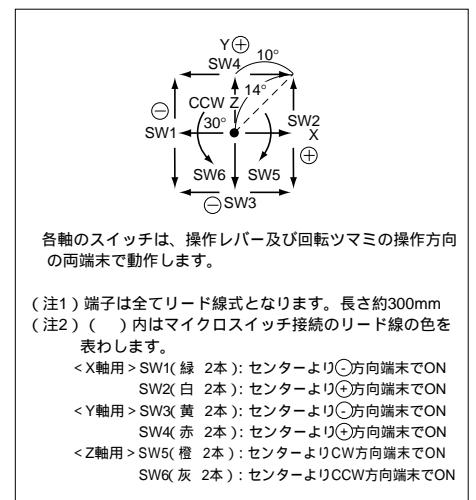 Y⊕
SW4 10°
14°
⊖ CCW Z
SW1 30° SW2
X
⊕
SW6 SW5
⊖SW3
各軸のスイッチは、操作レバー及び回転ツマミの操作方向
の両端末で動作します。
(注1)端子は全てリード線式となります。長さ約300mm
(注2)( )内はマイクロスイッチ接続のリード線の色を
表わします。
<X軸用>SW1(緑 2本):センターより⊖方向端末でON
SW2(白 2本):センターより⊕方向端末でON
<Y軸用>SW3(黄 2本):センターより⊖方向端末でON
SW4(赤 2本):センターより⊕方向端末でON
<Z軸用>SW5(橙 2本):センターよりCW方向端末でON
SW6(灰 2本):センターよりCCW方向端末でON